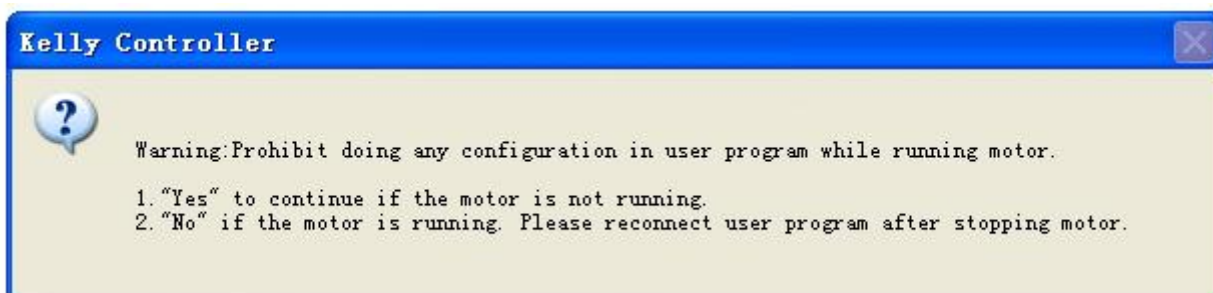 Kelly Controller
Warning:Prohibit doing any configuration in user program while running motor.
1."Yes" to continue if the motor is not running.
2."No" if the motor is running. Please reconnect user program after stopping motor.